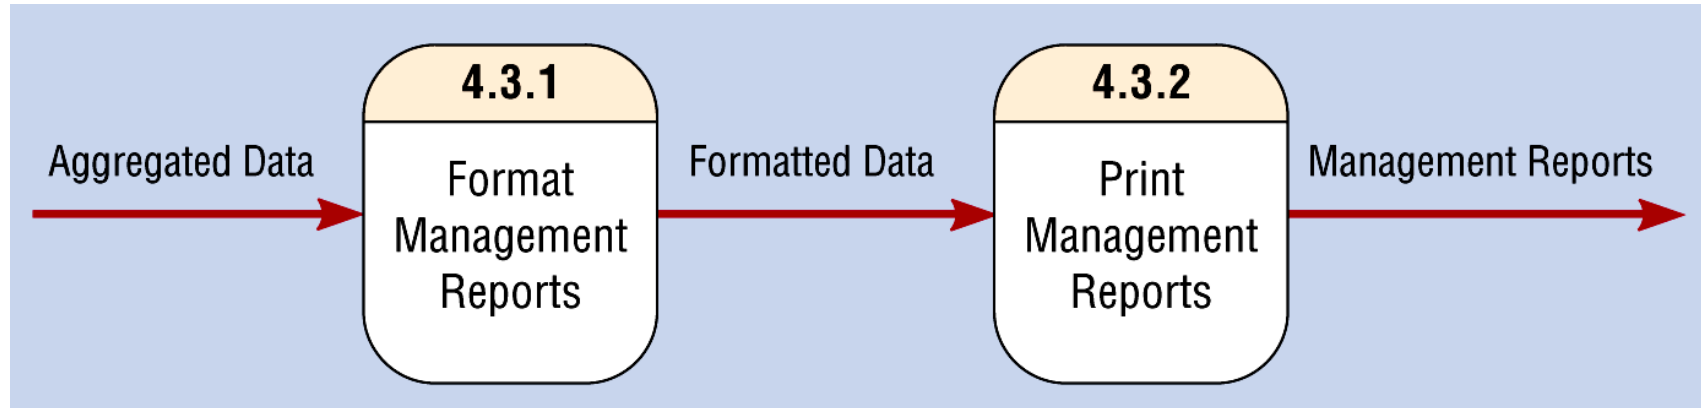 4.3.1
4.3.2
Aggregated Data
Format
Management
Reports
Formatted Data
Print
Management
Reports
Management Reports